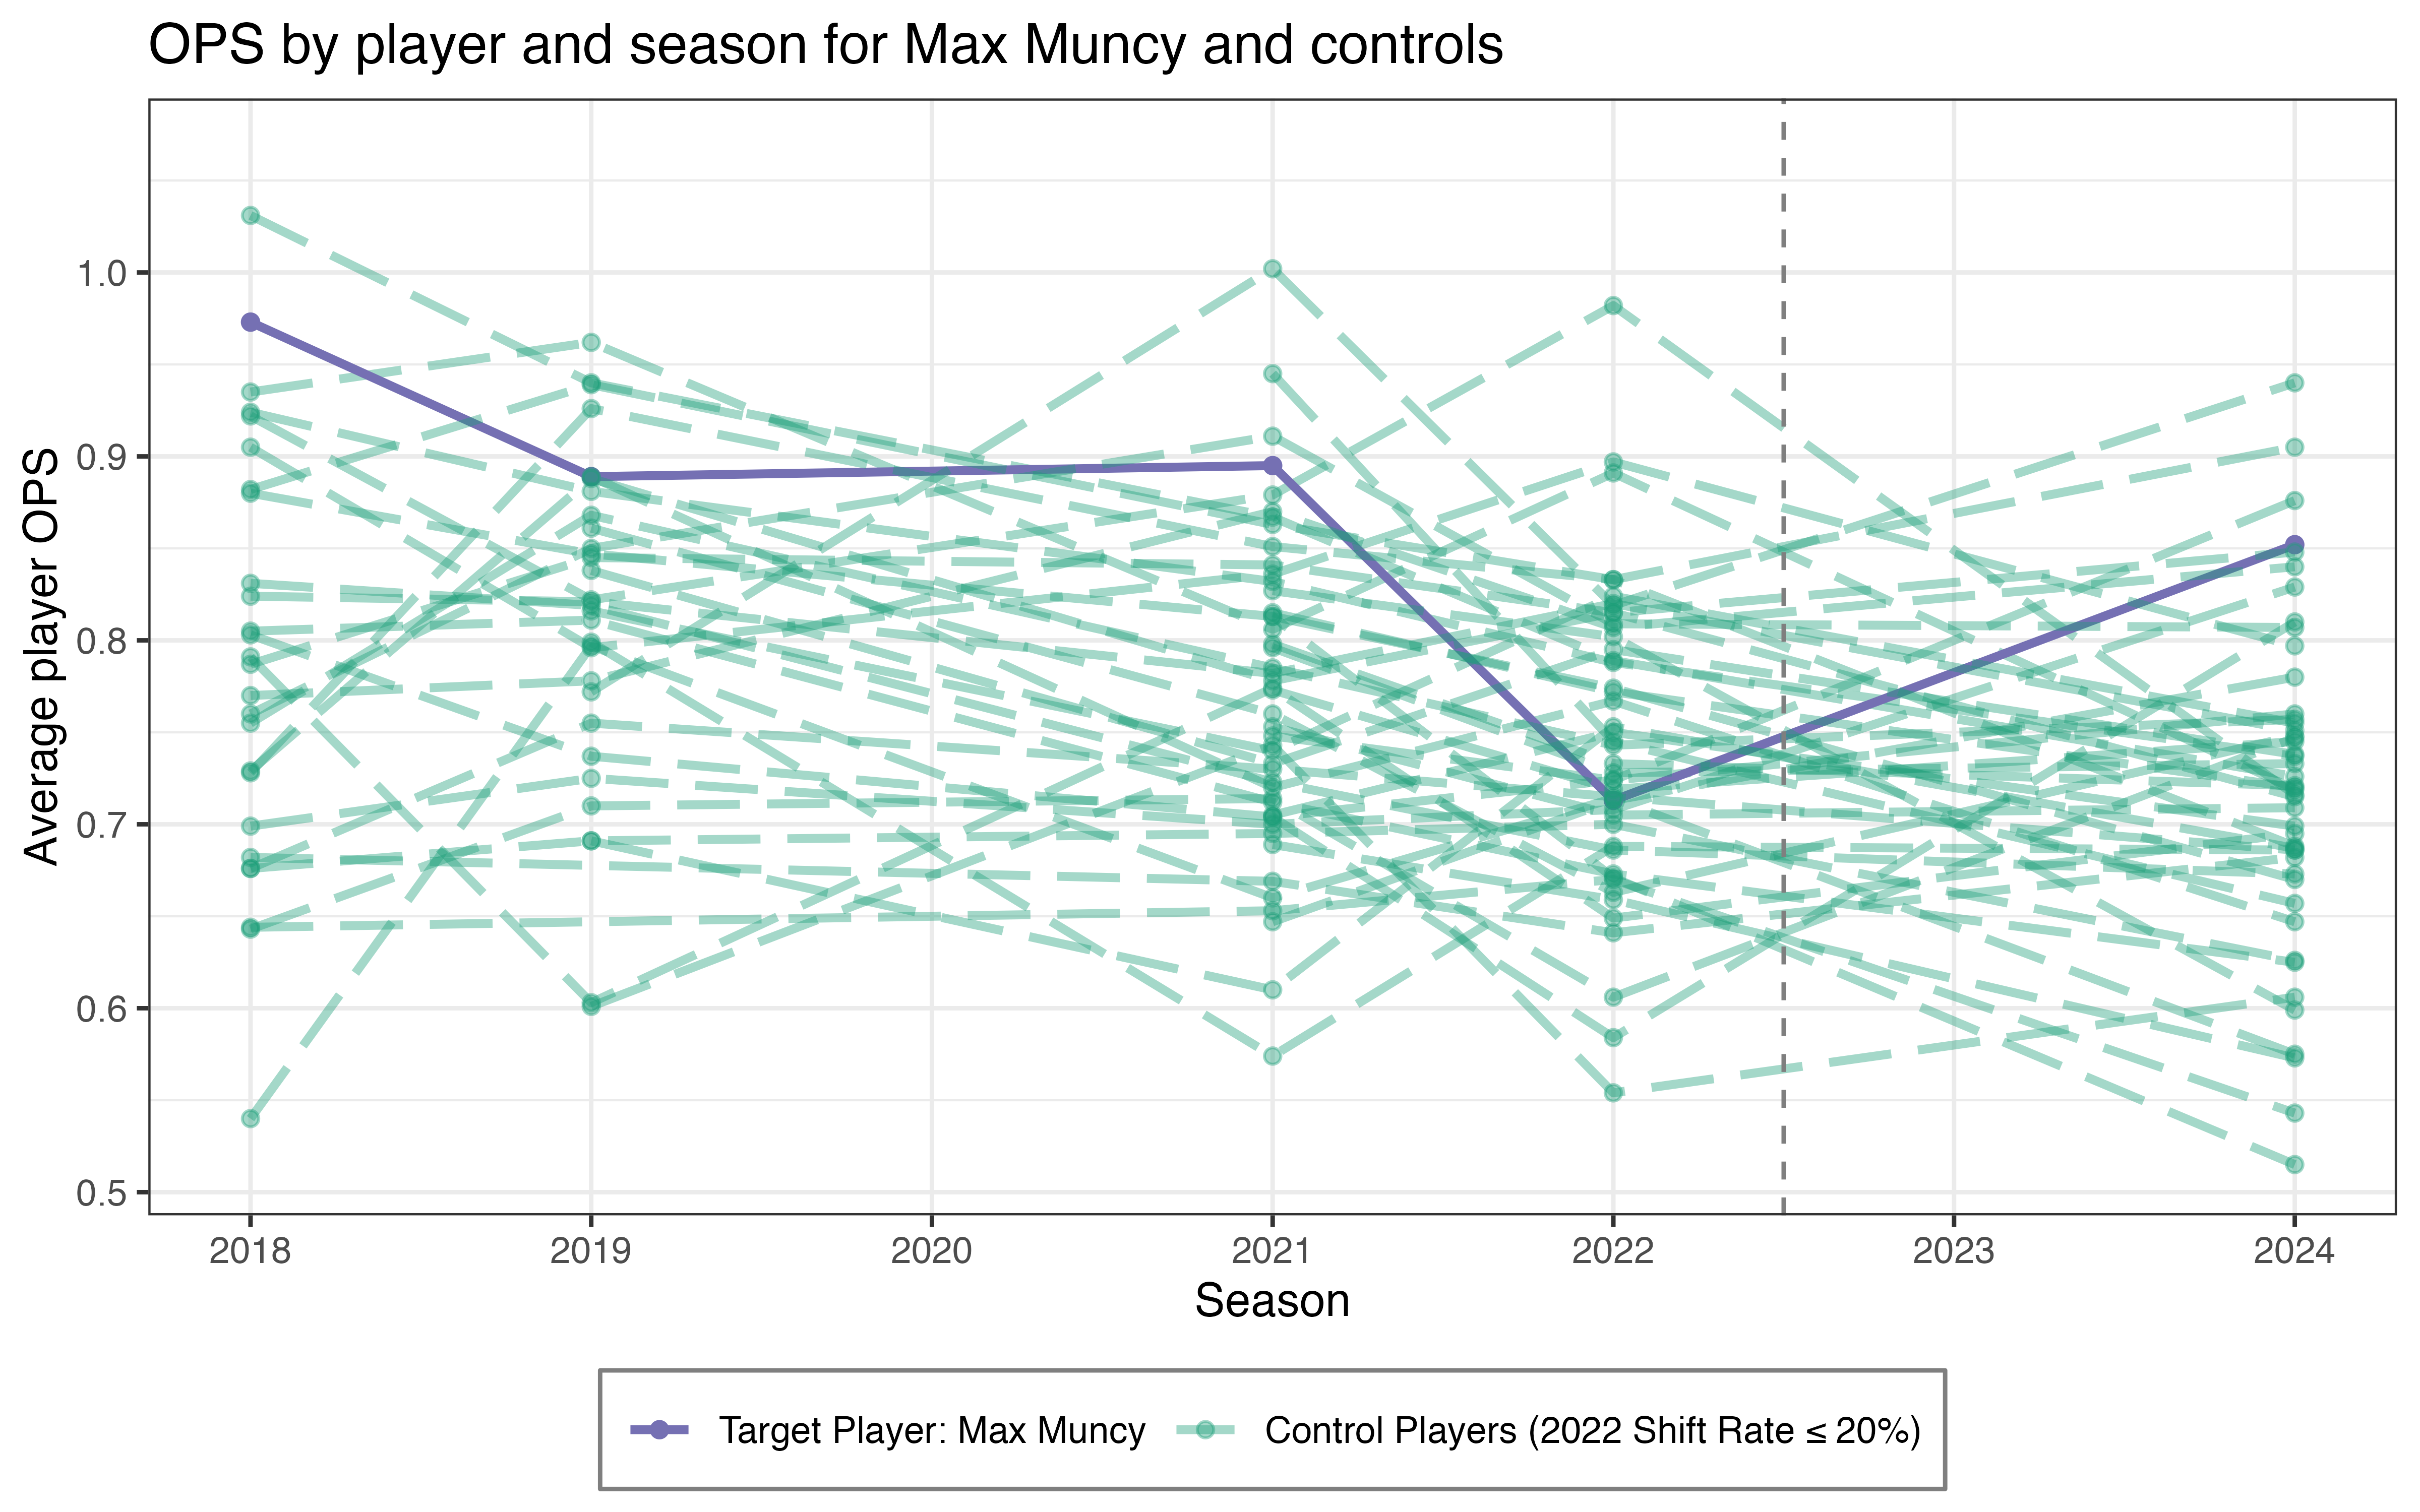 OPS by player and season for Max Muncy and controls
Average player OPS
1.0
0.9
0.8
0.7
0.6
0.5
2018 2019 2020 2021 2022 2023 2024
Season
Target Player: Max Muncy Control Players (2022 Shift Rate ≤ 20%)